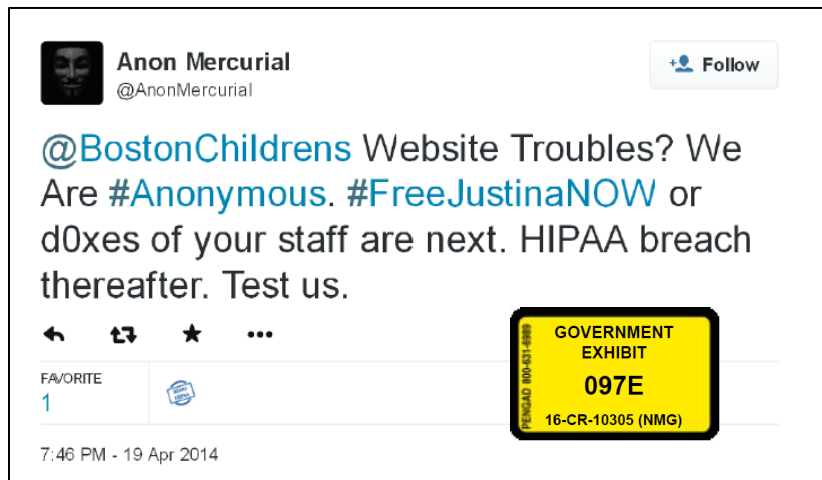 Anon Mercurial
@AnonMercurial
Follow
@BostonChildrens Website Troubles? We
Are #Anonymous. #FreeJustinaNOW or
d0xes of your staff are next. HIPAA breach
thereafter. Test us.
FAVORITE
1
7:46 PM - 19 Apr 2014
PENGAD 800-631-6989
GOVERNMENT
EXHIBIT
097E
16-CR-10305 (NMG)